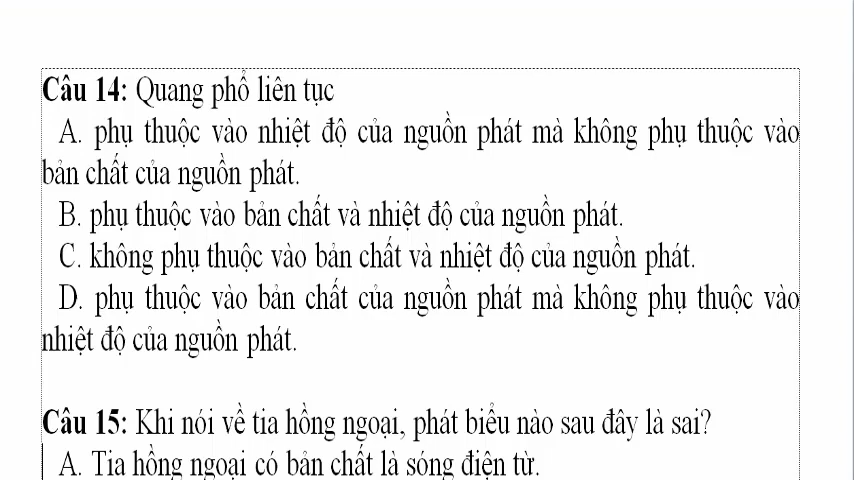 Câu 14: Quang phổ liên tục
A. phụ thuộc vào nhiệt độ của nguồn phát mà không phụ thuộc vào
bản chất của nguồn phát.
B. phụ thuộc vào bản chất và nhiệt độ của nguồn phát.
C. không phụ thuộc vào bản chất và nhiệt độ của nguồn phát.
D. phụ thuộc vào bản chất của nguồn phát mà không phụ thuộc vào
nhiệt độ của nguồn phát.
Câu 15: Khi nói về tia hồng ngoại, phát biểu nào sau đây là sai?
A. Tia hồng ngoại có bản chất là sóng điện từ.